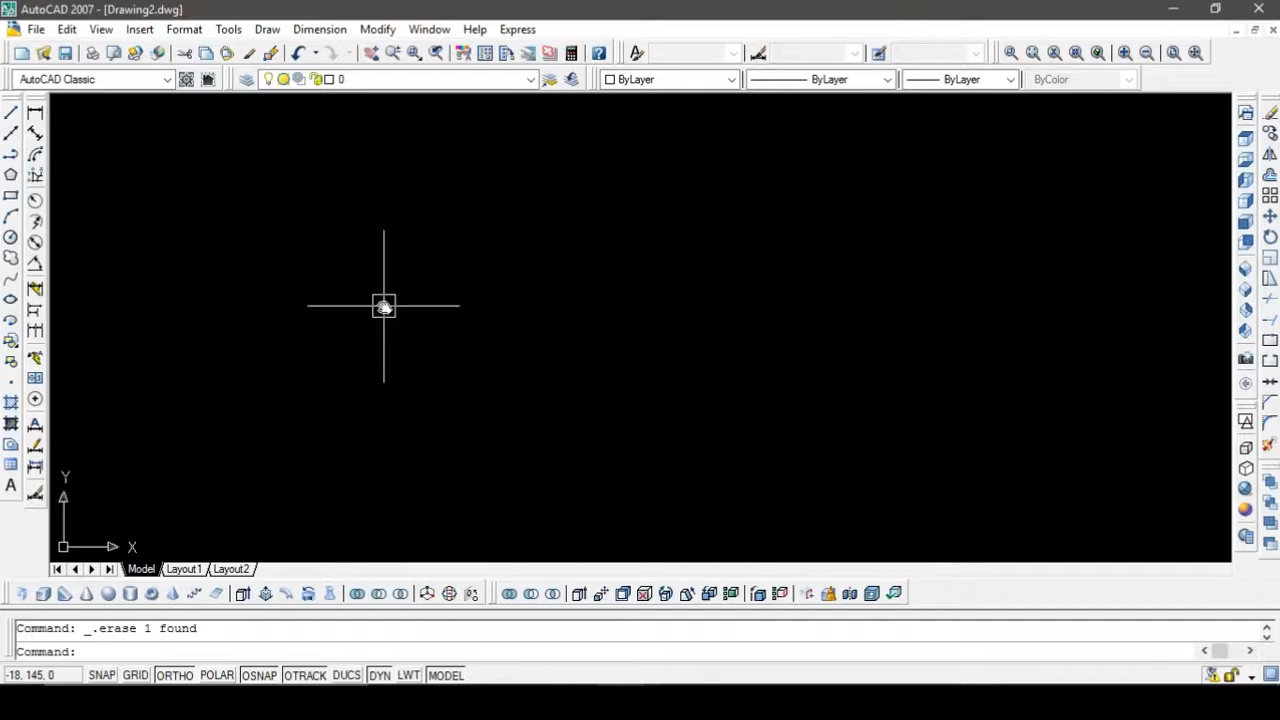 AutoCAD 2007 - [Drawing2.dwg]
File Edit View Insert Format Tools Draw Dimension Modify Window Help Express
AutoCAD Classic 0 ByLayer ByLayer ByLayer ByColor
Y
X
Model Layout1 Layout2
Command: _.erase 1 found
Command:
-18, 145, 0 SNAP GRID ORTHO POLAR OSNAP OTRACK DUCS DYN LWT MODEL